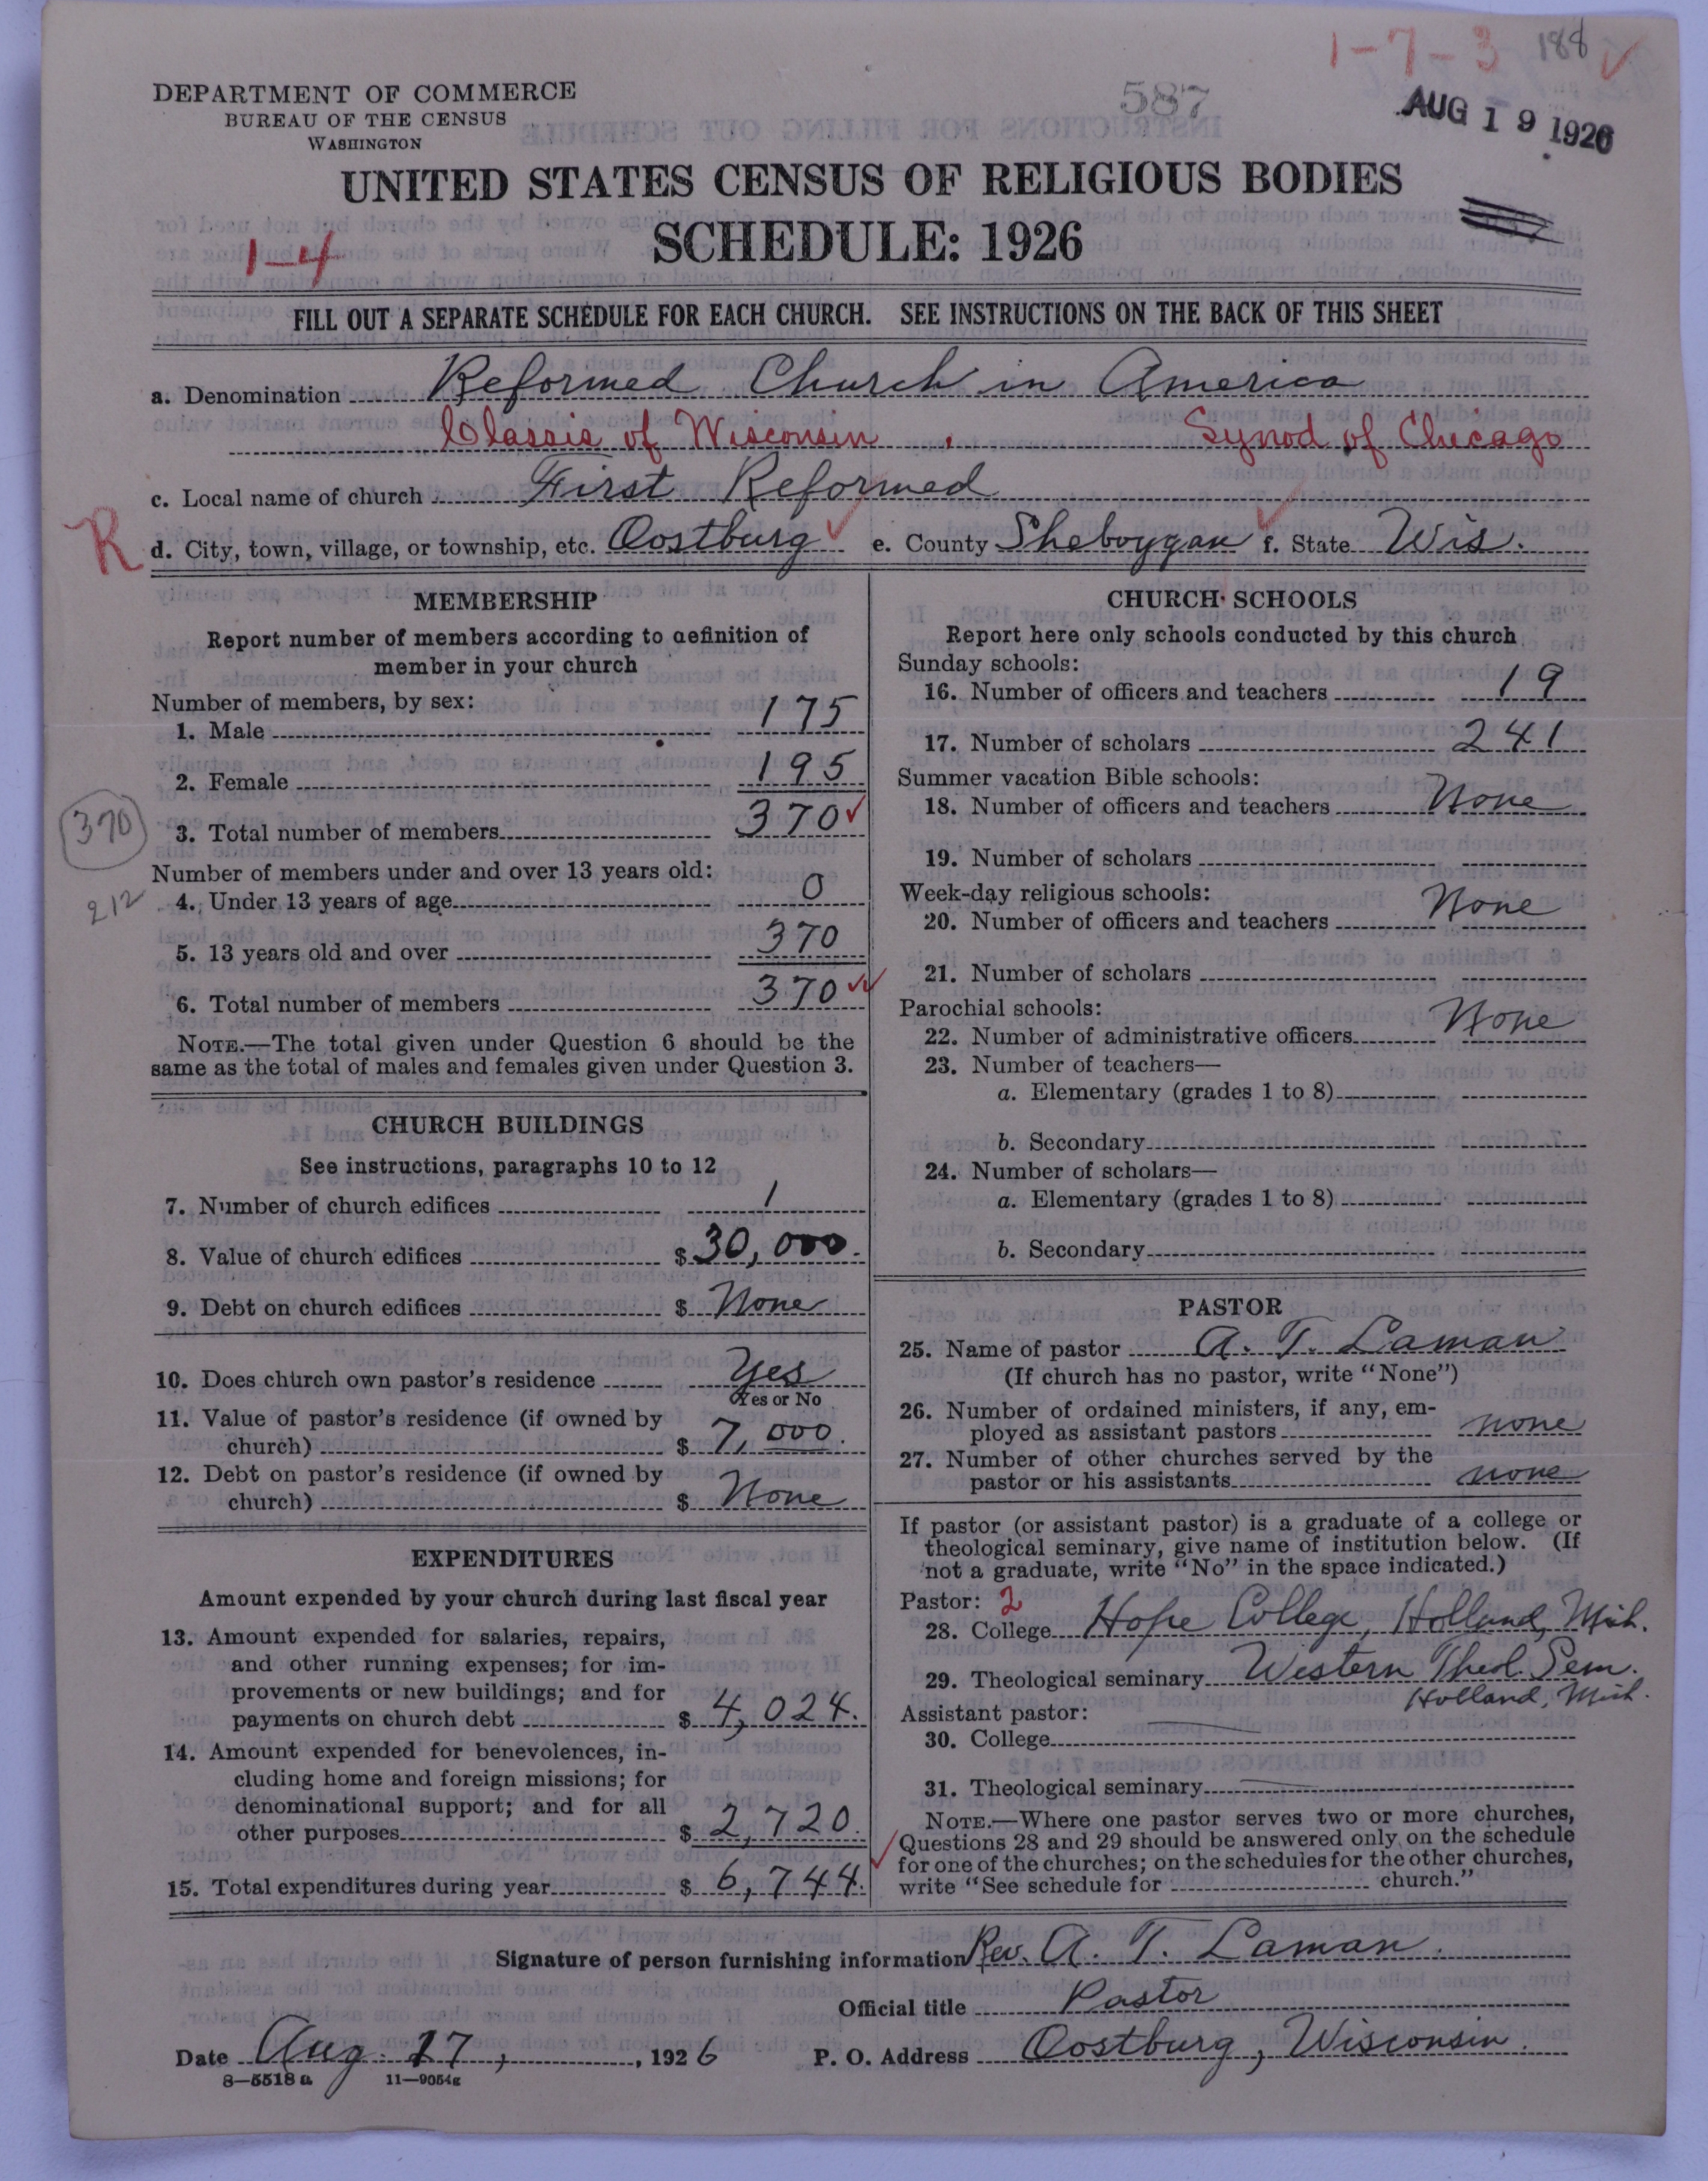 1-7-3 188
587
AUG 19 1926
DEPARTMENT OF COMMERCE
BUREAU OF THE CENSUS
WASHINGTON
UNITED STATES CENSUS OF RELIGIOUS BODIES
SCHEDULE: 1926
1-4
FILL OUT A SEPARATE SCHEDULE FOR EACH CHURCH. SEE INSTRUCTIONS ON THE BACK OF THIS SHEET
a. Denomination Reformed Church in America
Classis of Wisconsin, Synod of Chicago
c. Local name of church First Reformed
R
d. City, town, village, or township, etc. Oostburg e. County Sheboygan f. State Wis.
MEMBERSHIP
Report number of members according to definition of
member in your church
Number of members, by sex:
1. Male 175
2. Female 195
370
3. Total number of members 370
Number of members under and over 13 years old:
212
4. Under 13 years of age 0
5. 13 years old and over 370
6. Total number of members 370
NOTE.—The total given under Question 6 should be the
same as the total of males and females given under Question 3.
CHURCH BUILDINGS
See instructions, paragraphs 10 to 12
7. Number of church edifices 1
8. Value of church edifices $ 30,000.
9. Debt on church edifices $ None
10. Does church own pastor's residence Yes
Yes or No
11. Value of pastor's residence (if owned by
church) $ 7,000.
12. Debt on pastor's residence (if owned by
church) $ None
EXPENDITURES
Amount expended by your church during last fiscal year
13. Amount expended for salaries, repairs,
and other running expenses; for im-
provements or new buildings; and for
payments on church debt $ 4,024.
14. Amount expended for benevolences, in-
cluding home and foreign missions; for
denominational support; and for all
other purposes $ 2,720.
15. Total expenditures during year $ 6,744.
CHURCH SCHOOLS
Report here only schools conducted by this church
Sunday schools:
16. Number of officers and teachers 19
17. Number of scholars 241
Summer vacation Bible schools:
18. Number of officers and teachers None
19. Number of scholars
Week-day religious schools:
20. Number of officers and teachers None
21. Number of scholars
Parochial schools:
22. Number of administrative officers None
23. Number of teachers—
a. Elementary (grades 1 to 8)
b. Secondary
24. Number of scholars—
a. Elementary (grades 1 to 8)
b. Secondary
PASTOR
25. Name of pastor A. T. Laman
(If church has no pastor, write "None")
26. Number of ordained ministers, if any, em-
ployed as assistant pastors none
27. Number of other churches served by the
pastor or his assistants none
If pastor (or assistant pastor) is a graduate of a college or
theological seminary, give name of institution below. (If
not a graduate, write "No" in the space indicated.)
Pastor: 2
28. College Hope College, Holland, Mich.
29. Theological seminary Western Theol. Sem.
Holland, Mich.
Assistant pastor:
30. College
31. Theological seminary
NOTE.—Where one pastor serves two or more churches,
Questions 28 and 29 should be answered only on the schedule
for one of the churches; on the schedules for the other churches,
write "See schedule for church."
Signature of person furnishing information Rev. A. T. Laman.
Official title Pastor
Date Aug. 17, 1926 P. O. Address Oostburg, Wisconsin.
8-5518 a 11-9054g